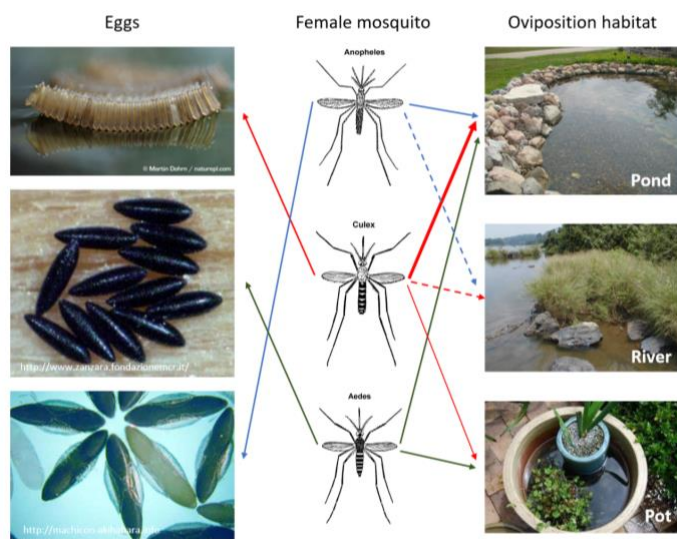 Eggs
Female mosquito
Oviposition habitat
Anopheles
© Martin Dohrn / naturepl.com
Pond
Culex
http://www.zanzara.fondazionemcr.it/
River
Aedes
Pot